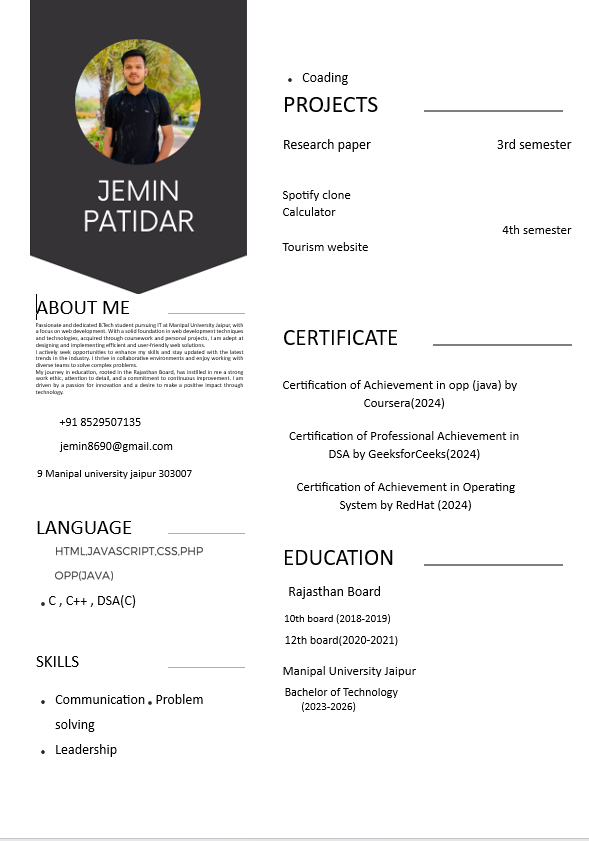 JEMIN
PATIDAR
ABOUT ME
Passionate and dedicated B.Tech student pursuing IT at Manipal University Jaipur, with
a focus on web development. With a solid foundation in web development techniques
and technologies, acquired through coursework and personal projects, I am adept at
designing and implementing efficient and user-friendly web solutions.
I actively seek opportunities to enhance my skills and stay updated with the latest
trends in the industry. I thrive in collaborative environments and enjoy working with
diverse teams to solve complex problems.
My journey in education, rooted in the Rajasthan Board, has instilled in me a strong
work ethic, attention to detail, and a commitment to continuous improvement. I am
driven by a passion for innovation and a desire to make a positive impact through
technology.
+91 8529507135
jemin8690@gmail.com
9 Manipal university jaipur 303007
LANGUAGE
HTML,JAVASCRIPT,CSS,PHP
OPP(JAVA)
• C , C++ , DSA(C)
SKILLS
• Communication • Problem
solving
• Leadership
• Coading
PROJECTS
Research paper 3rd semester
Spotify clone
Calculator
4th semester
Tourism website
CERTIFICATE
Certification of Achievement in opp (java) by
Coursera(2024)
Certification of Professional Achievement in
DSA by GeeksforCeeks(2024)
Certification of Achievement in Operating
System by RedHat (2024)
EDUCATION
Rajasthan Board
10th board (2018-2019)
12th board(2020-2021)
Manipal University Jaipur
Bachelor of Technology
(2023-2026)